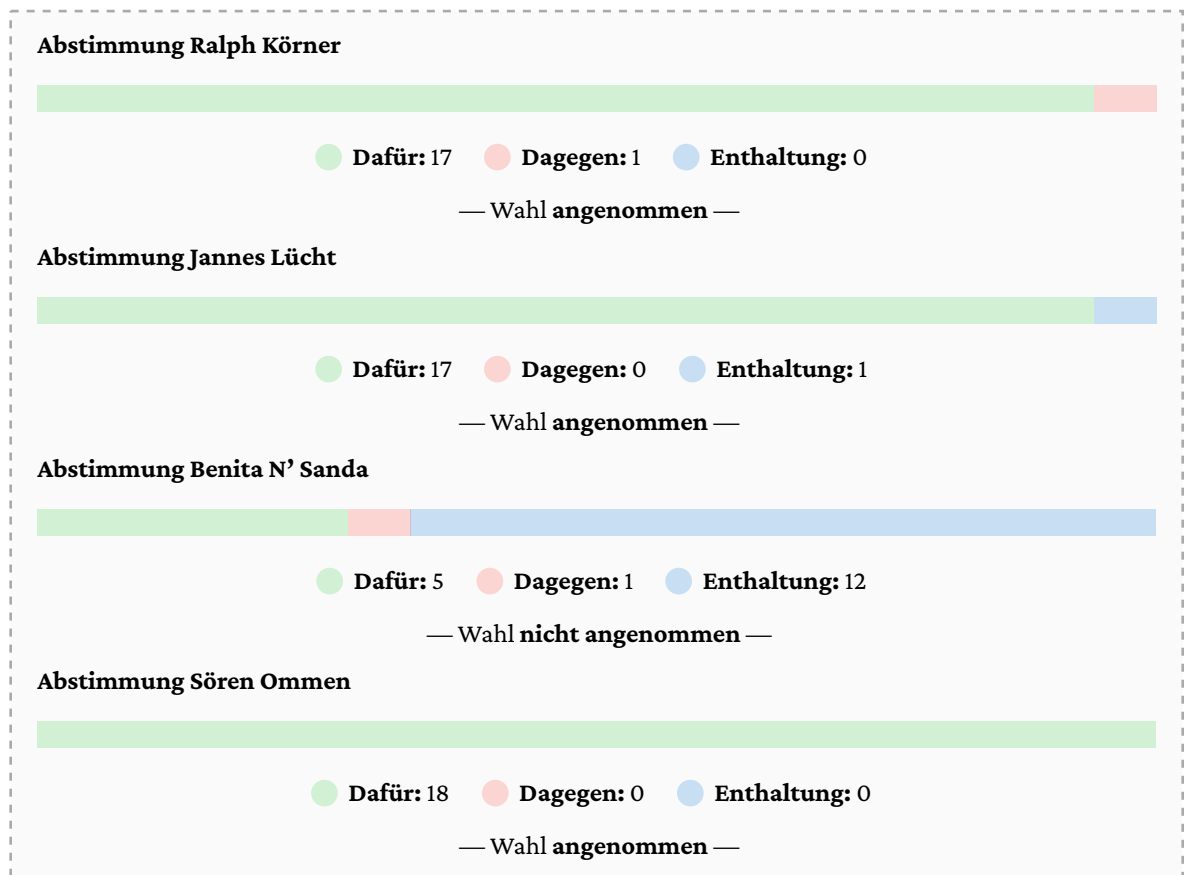 Abstimmung Ralph Körner
Dafür: 17 Dagegen: 1 Enthaltung: 0
— Wahl angenommen —
Abstimmung Jannes Lücht
Dafür: 17 Dagegen: 0 Enthaltung: 1
— Wahl angenommen —
Abstimmung Benita N’ Sanda
Dafür: 5 Dagegen: 1 Enthaltung: 12
— Wahl nicht angenommen —
Abstimmung Sören Ommen
Dafür: 18 Dagegen: 0 Enthaltung: 0
— Wahl angenommen —